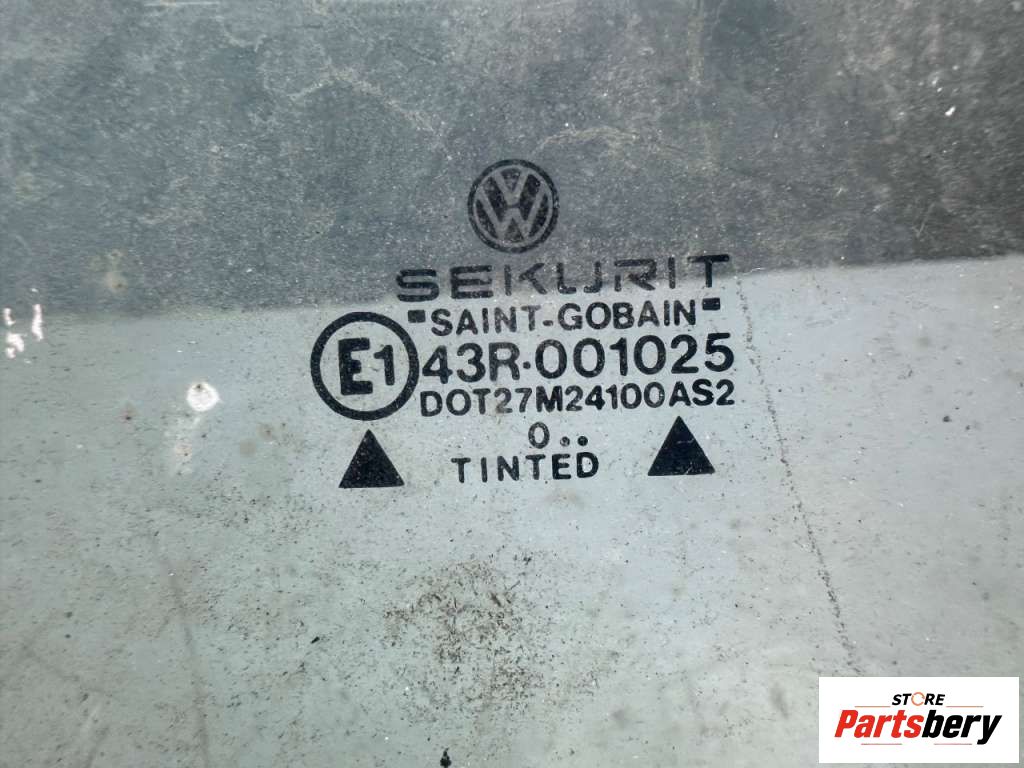 SEKURIT
"SAINT-GOBAIN"
E1 43R-001025
DOT27M24100AS2
0..
TINTED
STORE
Partsbery